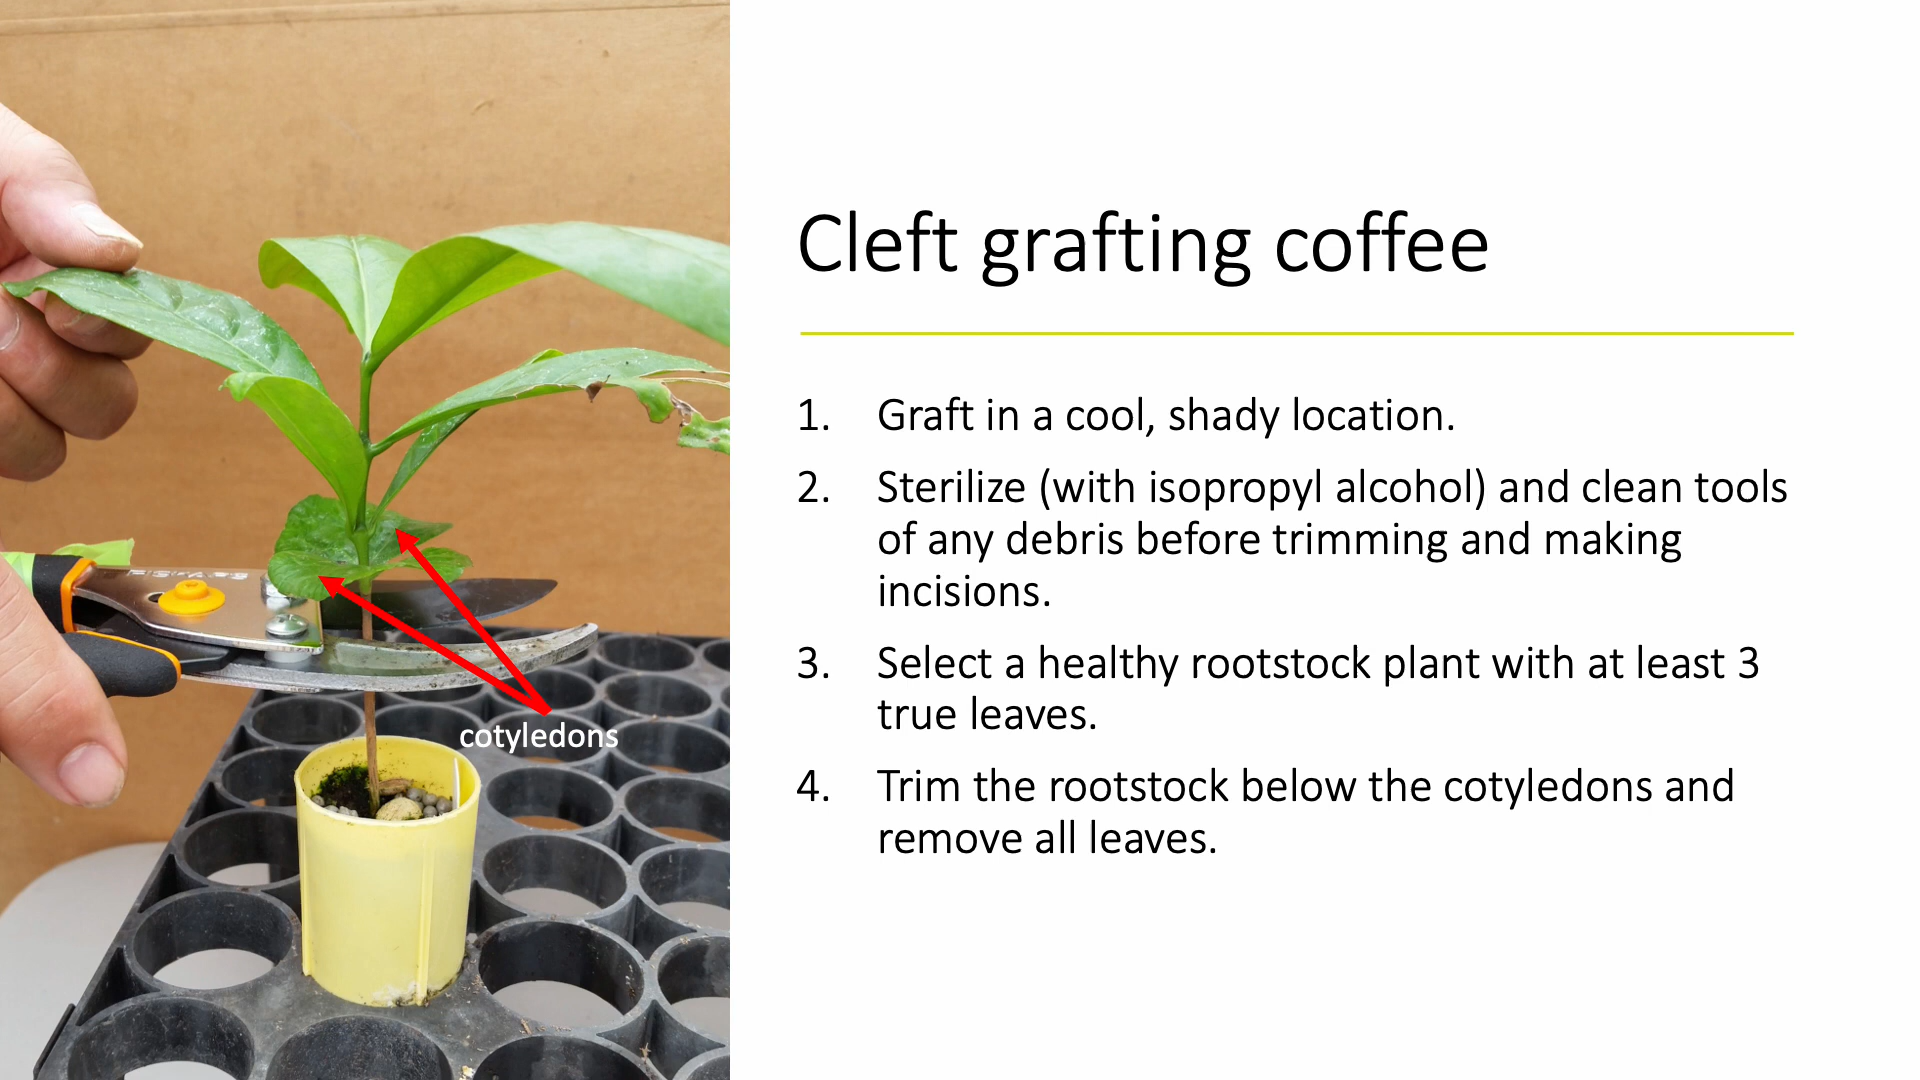 Cleft grafting coffee
1. Graft in a cool, shady location.
2. Sterilize (with isopropyl alcohol) and clean tools
of any debris before trimming and making
incisions.
3. Select a healthy rootstock plant with at least 3
true leaves.
4. Trim the rootstock below the cotyledons and
remove all leaves.
cotyledons